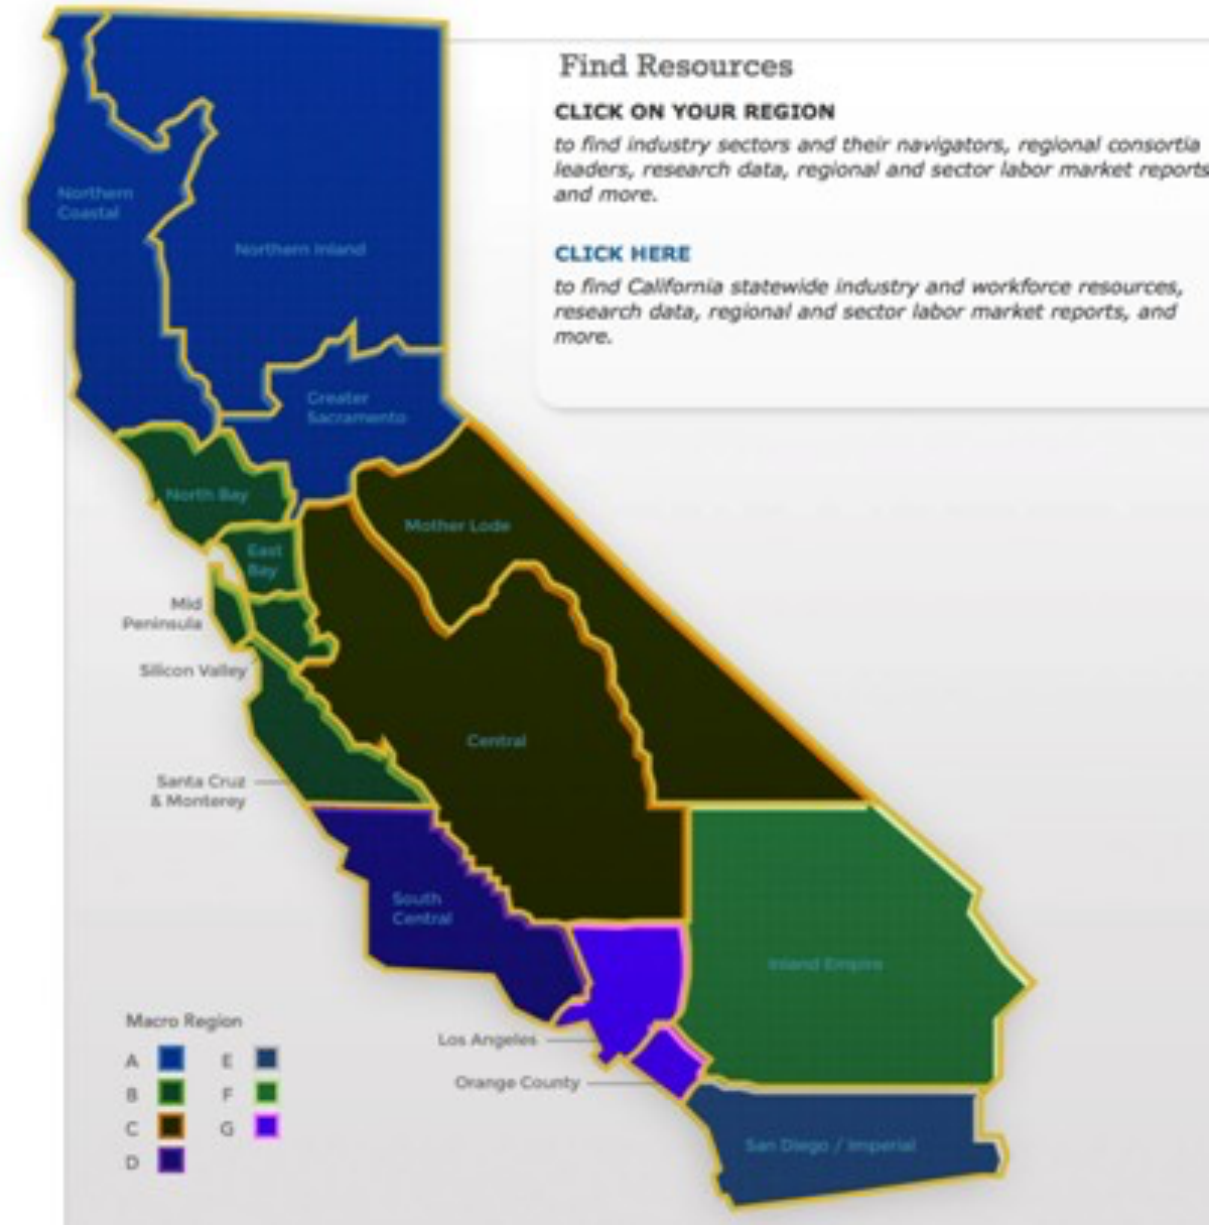 Find Resources
CLICK ON YOUR REGION
to find industry sectors and their navigators, regional consortia
leaders, research data, regional and sector labor market reports
and more.
CLICK HERE
to find California statewide industry and workforce resources,
research data, regional and sector labor market reports, and
more.
Northern
Coastal
Northern Inland
Greater
Sacramento
North Bay
Mother Lode
East
Bay
Mid
Peninsula
Silicon Valley
Central
Santa Cruz
& Monterey
South
Central
Inland Empire
Los Angeles
Orange County
San Diego / Imperial
Macro Region
A E
B F
C G
D